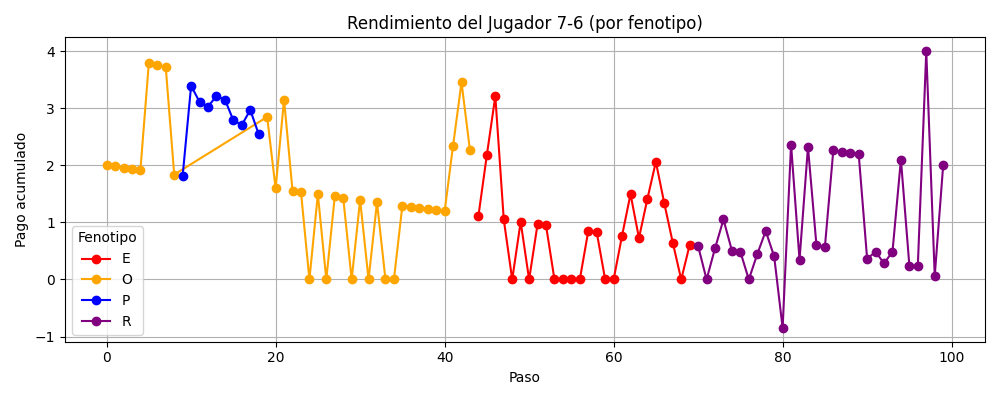 Rendimiento del Jugador 7-6 (por fenotipo)
Pago acumulado
4
3
2
1
0
−1
Fenotipo
E
O
P
R
0 20 40 60 80 100
Paso